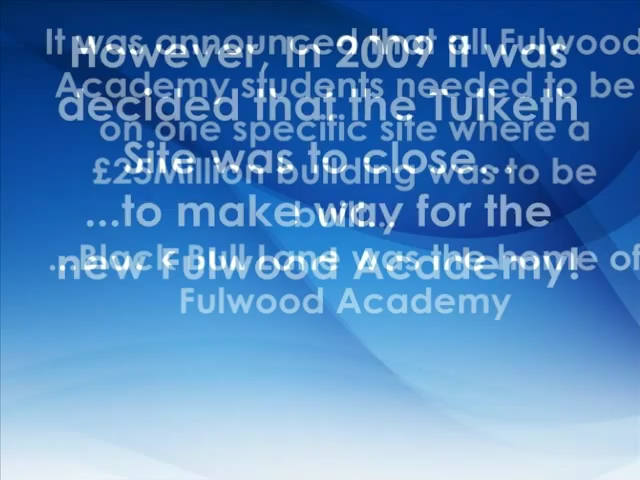 However, in 2009 it was
decided that the Tulketh
Site was to close...
...to make way for the
new Fulwood Academy!
It was announced that all Fulwood
Academy students needed to be
on one specific site where a
£25Million building was to be
built..
...Black Bull Lane was the home of
Fulwood Academy